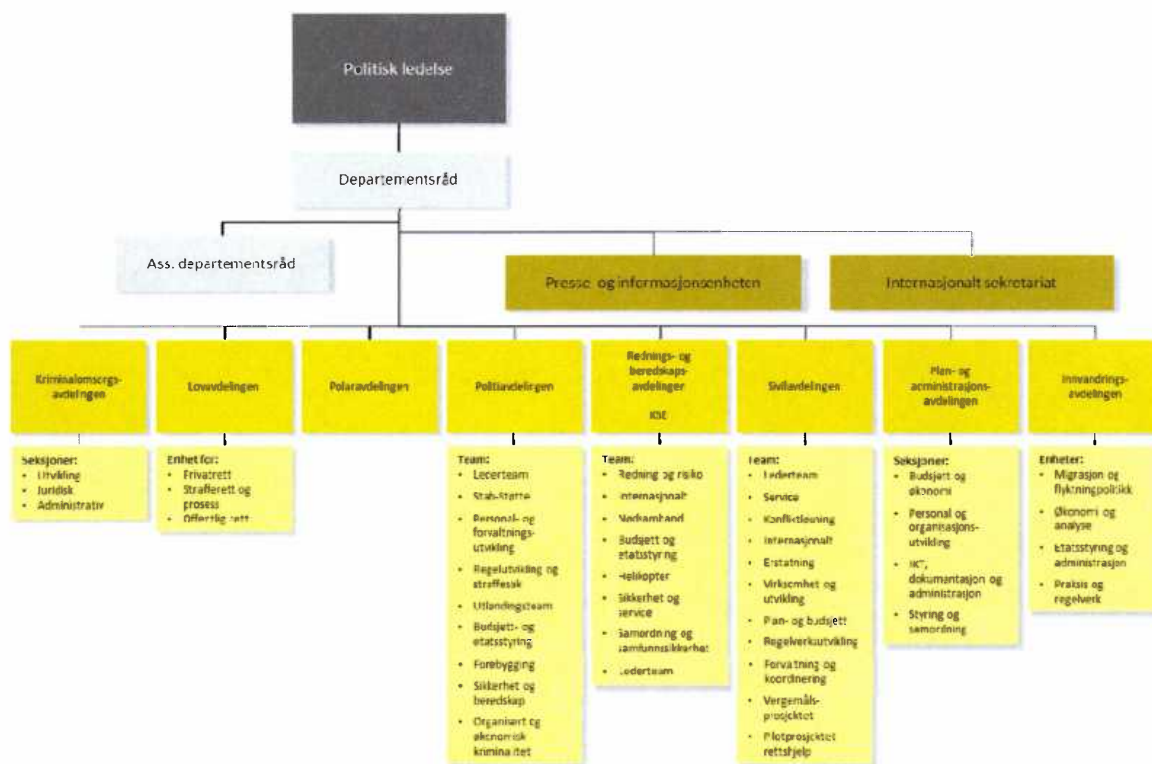 Politisk ledelse
Departementsråd
Ass. departementsråd
Presse- og informasjonsenheten
Internasjonalt sekretariat
Kriminalomsorgs-
avdelingen
Lovavdelingen
Polaravdelingen
Politiavdelingen
Rednings- og
beredskaps-
avdelingen
KSE
Sivilavdelingen
Plan- og
administrasjons-
avdelingen
Innvandrings-
avdelingen
Seksjoner:
• Utvikling
• Juridisk
• Administrativ
Enhet for:
• Privatrett
• Strafferett og
prosess
• Offentlig rett
Team:
• Lederteam
• Stab-Støtte
• Personal- og
forvaltnings-
utvikling
• Regelutvikling og
straffesak
• Utlandingsteam
• Budsjett- og
etatsstyring
• Forebygging
• Sikkerhet og
beredskap
• Organisert og
økonomisk
kriminalitet
Team:
• Redning og risiko
• Internasjonalt
• Nødsamband
• Budsjett og
etatsstyring
• Helikopter
• Sikkerhet og
service
• Samordning og
samfunnssikkerhet
• Lederteam
Team:
• Lederteam
• Service
• Konfliktløsning
• Internasjonalt
• Erstatning
• Virksomhet og
utvikling
• Plan- og budsjett
• Regelverksutvikling
• Forvaltning og
koordinering
• Vergemåls-
prosjektet
• Pilotprosjektet
rettshjelp
Seksjoner:
• Budsjett og
økonomi
• Personal og
organisasjons-
utvikling
• IKT,
dokumentasjon og
administrasjon
• Styring og
samordning
Enheter:
• Migrasjon og
flyktningpolitikk
• Økonomi og
analyse
• Etatsstyring og
administrasjon
• Praksis og
regelverk